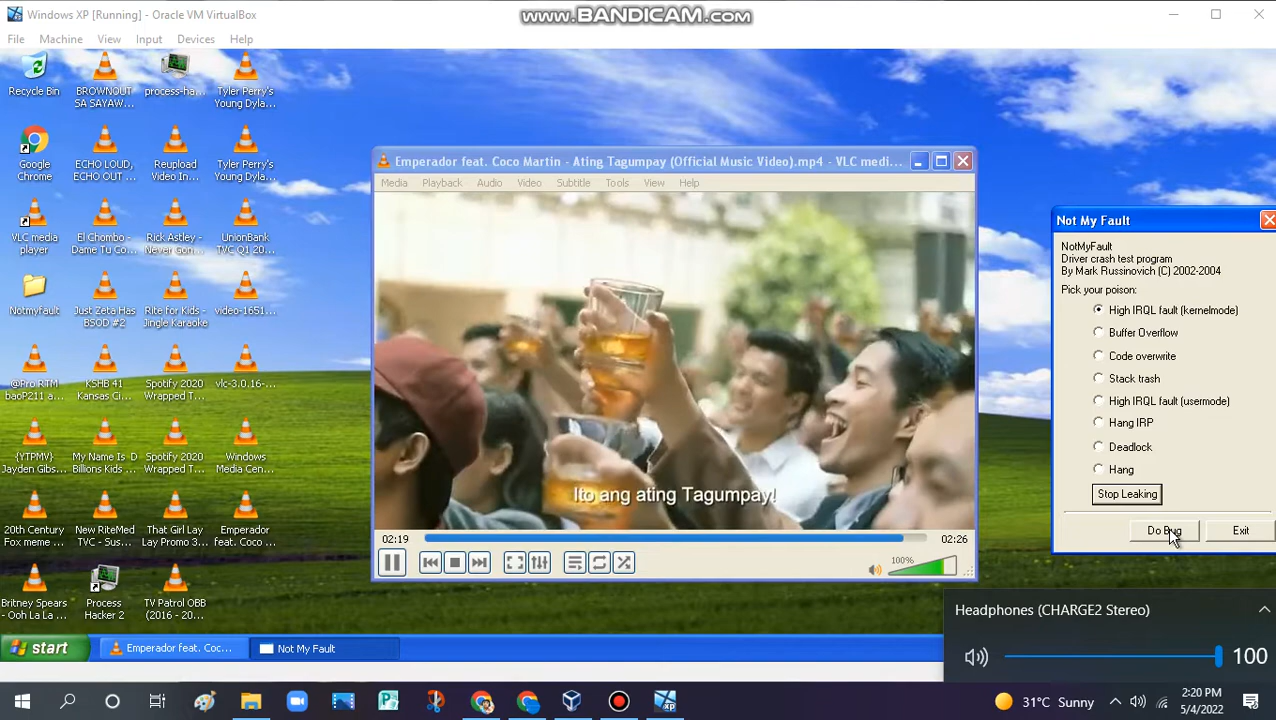 Windows XP [Running] - Oracle VM VirtualBox
www.BANDICAM.com
File Machine View Input Devices Help
Recycle Bin
BROWNOUT SA SAYAW...
process-ha...
Tyler Perry's Young Dyla...
Google Chrome
ECHO LOUD, ECHO OUT ...
Reupload Video In...
Tyler Perry's Young Dyla...
VLC media player
El Chombo - Dame Tu Co...
Rick Astley - Never Gon...
UnionBank TVC Q1 20...
Notmyfault
Just Zeta Has BSOD #2
Rite for Kids - Jingle Karaoke
video-1651...
@Pro RTM baoP211 a...
KSHB 41 Kansas Ci...
Spotify 2020 Wrapped T...
vlc-3.0.16-...
{YTPMV} Jayden Gibs...
My Name Is D Billions Kids ...
Spotify 2020 Wrapped T...
Windows Media Cen...
20th Century Fox meme ...
New RiteMed TVC - Sus...
That Girl Lay Lay Promo 3...
Emperador feat. Coco ...
Britney Spears - Ooh La La ...
Process Hacker 2
TV Patrol OBB (2016 - 20...
Emperador feat. Coco Martin - Ating Tagumpay (Official Music Video).mp4 - VLC medi...
Media Playback Audio Video Subtitle Tools View Help
Ito ang ating Tagumpay!
02:19
02:26
100%
Not My Fault
NotMyFault
Driver crash test program
By Mark Russinovich (C) 2002-2004
Pick your poison:
High IRQL fault (kernelmode)
Buffer Overflow
Code overwrite
Stack trash
High IRQL fault (usermode)
Hang IRP
Deadlock
Hang
Stop Leaking
Do Bug
Exit
Headphones (CHARGE2 Stereo)
100
start
Emperador feat. Coc...
Not My Fault
31°C Sunny
2:20 PM
5/4/2022